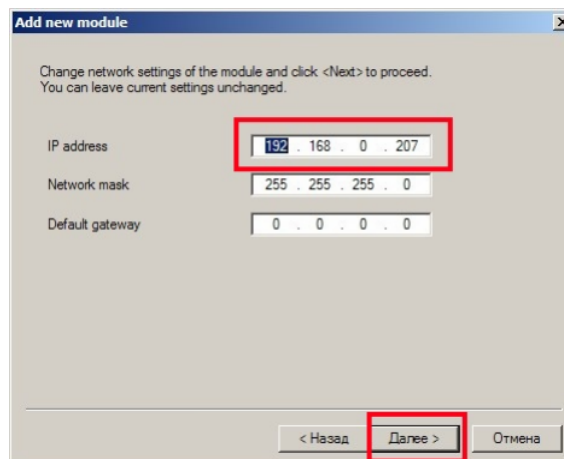 Add new module
Change network settings of the module and click <Next> to proceed.
You can leave current settings unchanged.
IP address 192 . 168 . 0 . 207
Network mask 255 . 255 . 255 . 0
Default gateway 0 . 0 . 0 . 0
< Назад Далее > Отмена